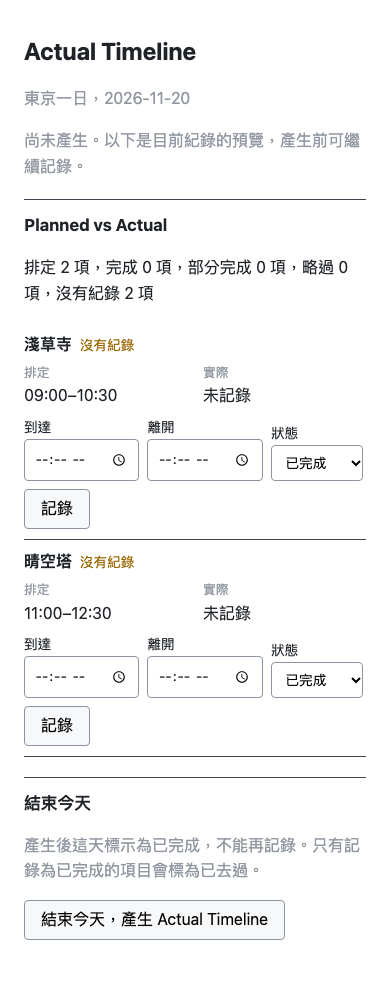 Actual Timeline
東京一日，2026-11-20
尚未產生。以下是目前紀錄的預覽，產生前可繼
續記錄。
Planned vs Actual
排定 2 項，完成 0 項，部分完成 0 項，略過 0
項，沒有紀錄 2 項
淺草寺 沒有紀錄
排定 實際
09:00–10:30 未記錄
到達 離開 狀態
--:-- -- --:-- -- 已完成
記錄
晴空塔 沒有紀錄
排定 實際
11:00–12:30 未記錄
到達 離開 狀態
--:-- -- --:-- -- 已完成
記錄
結束今天
產生後這天標示為已完成，不能再記錄。只有記
錄為已完成的項目會標為已去過。
結束今天，產生 Actual Timeline